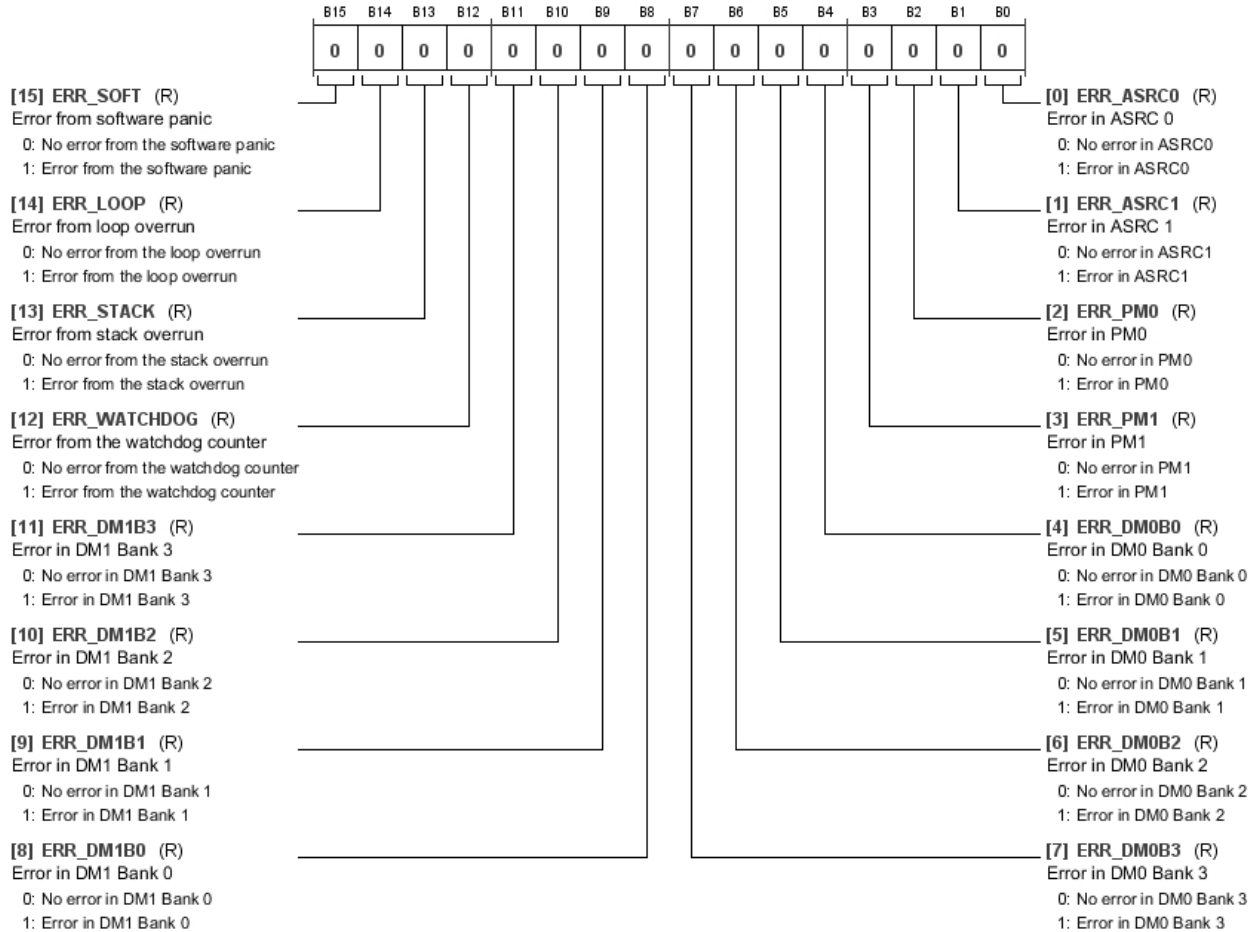 B15 B14 B13 B12 B11 B10 B9 B8 B7 B6 B5 B4 B3 B2 B1 B0
0 0 0 0 0 0 0 0 0 0 0 0 0 0 0 0
[15] ERR_SOFT (R)
Error from software panic
0: No error from the software panic
1: Error from the software panic
[14] ERR_LOOP (R)
Error from loop overrun
0: No error from the loop overrun
1: Error from the loop overrun
[13] ERR_STACK (R)
Error from stack overrun
0: No error from the stack overrun
1: Error from the stack overrun
[12] ERR_WATCHDOG (R)
Error from the watchdog counter
0: No error from the watchdog counter
1: Error from the watchdog counter
[11] ERR_DM1B3 (R)
Error in DM1 Bank 3
0: No error in DM1 Bank 3
1: Error in DM1 Bank 3
[10] ERR_DM1B2 (R)
Error in DM1 Bank 2
0: No error in DM1 Bank 2
1: Error in DM1 Bank 2
[9] ERR_DM1B1 (R)
Error in DM1 Bank 1
0: No error in DM1 Bank 1
1: Error in DM1 Bank 1
[8] ERR_DM1B0 (R)
Error in DM1 Bank 0
0: No error in DM1 Bank 0
1: Error in DM1 Bank 0
[0] ERR_ASRC0 (R)
Error in ASRC 0
0: No error in ASRC0
1: Error in ASRC0
[1] ERR_ASRC1 (R)
Error in ASRC 1
0: No error in ASRC1
1: Error in ASRC1
[2] ERR_PM0 (R)
Error in PM0
0: No error in PM0
1: Error in PM0
[3] ERR_PM1 (R)
Error in PM1
0: No error in PM1
1: Error in PM1
[4] ERR_DM0B0 (R)
Error in DM0 Bank 0
0: No error in DM0 Bank 0
1: Error in DM0 Bank 0
[5] ERR_DM0B1 (R)
Error in DM0 Bank 1
0: No error in DM0 Bank 1
1: Error in DM0 Bank 1
[6] ERR_DM0B2 (R)
Error in DM0 Bank 2
0: No error in DM0 Bank 2
1: Error in DM0 Bank 2
[7] ERR_DM0B3 (R)
Error in DM0 Bank 3
0: No error in DM0 Bank 3
1: Error in DM0 Bank 3